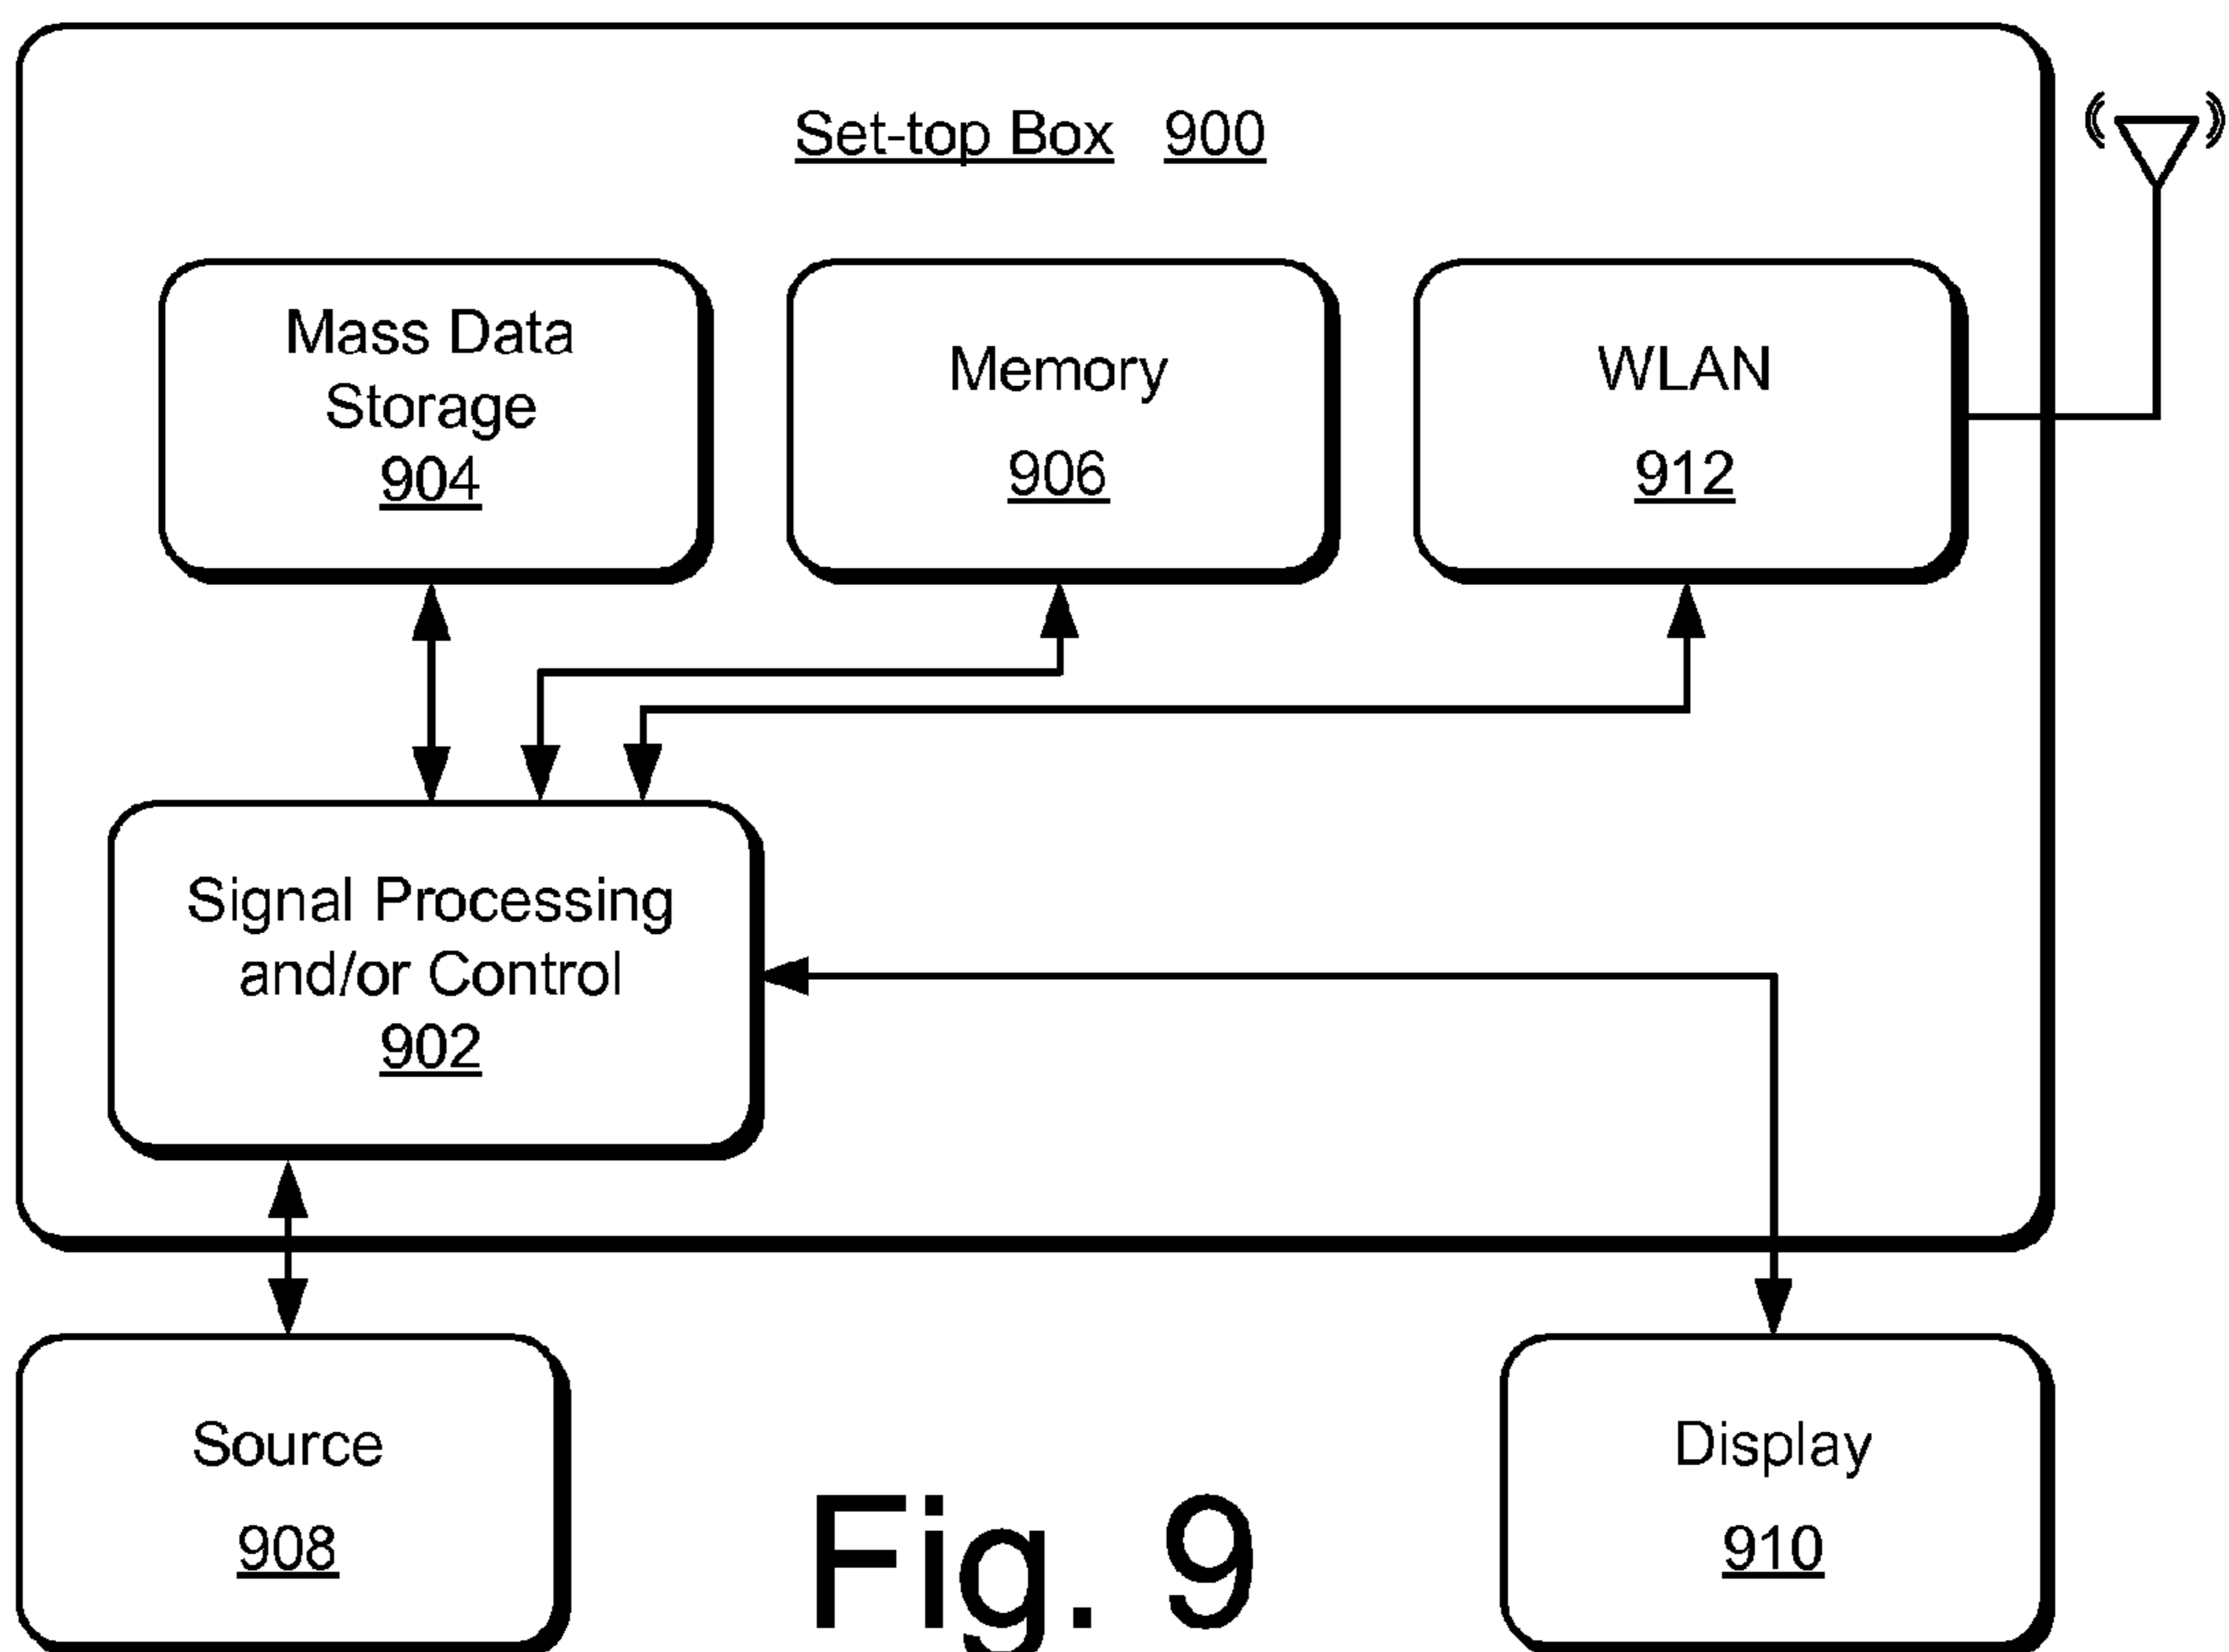 Set-top Box 900
Mass Data
Storage
904
Memory
906
WLAN
912
Signal Processing
and/or Control
902
Source
908
Display
910
Fig. 9